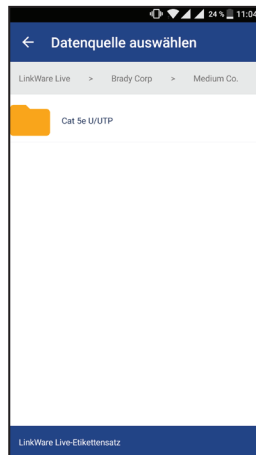 24 % 11:04
← Datenquelle auswählen
LinkWare Live > Brady Corp > Medium Co.
Cat 5e U/UTP
LinkWare Live-Etikettensatz